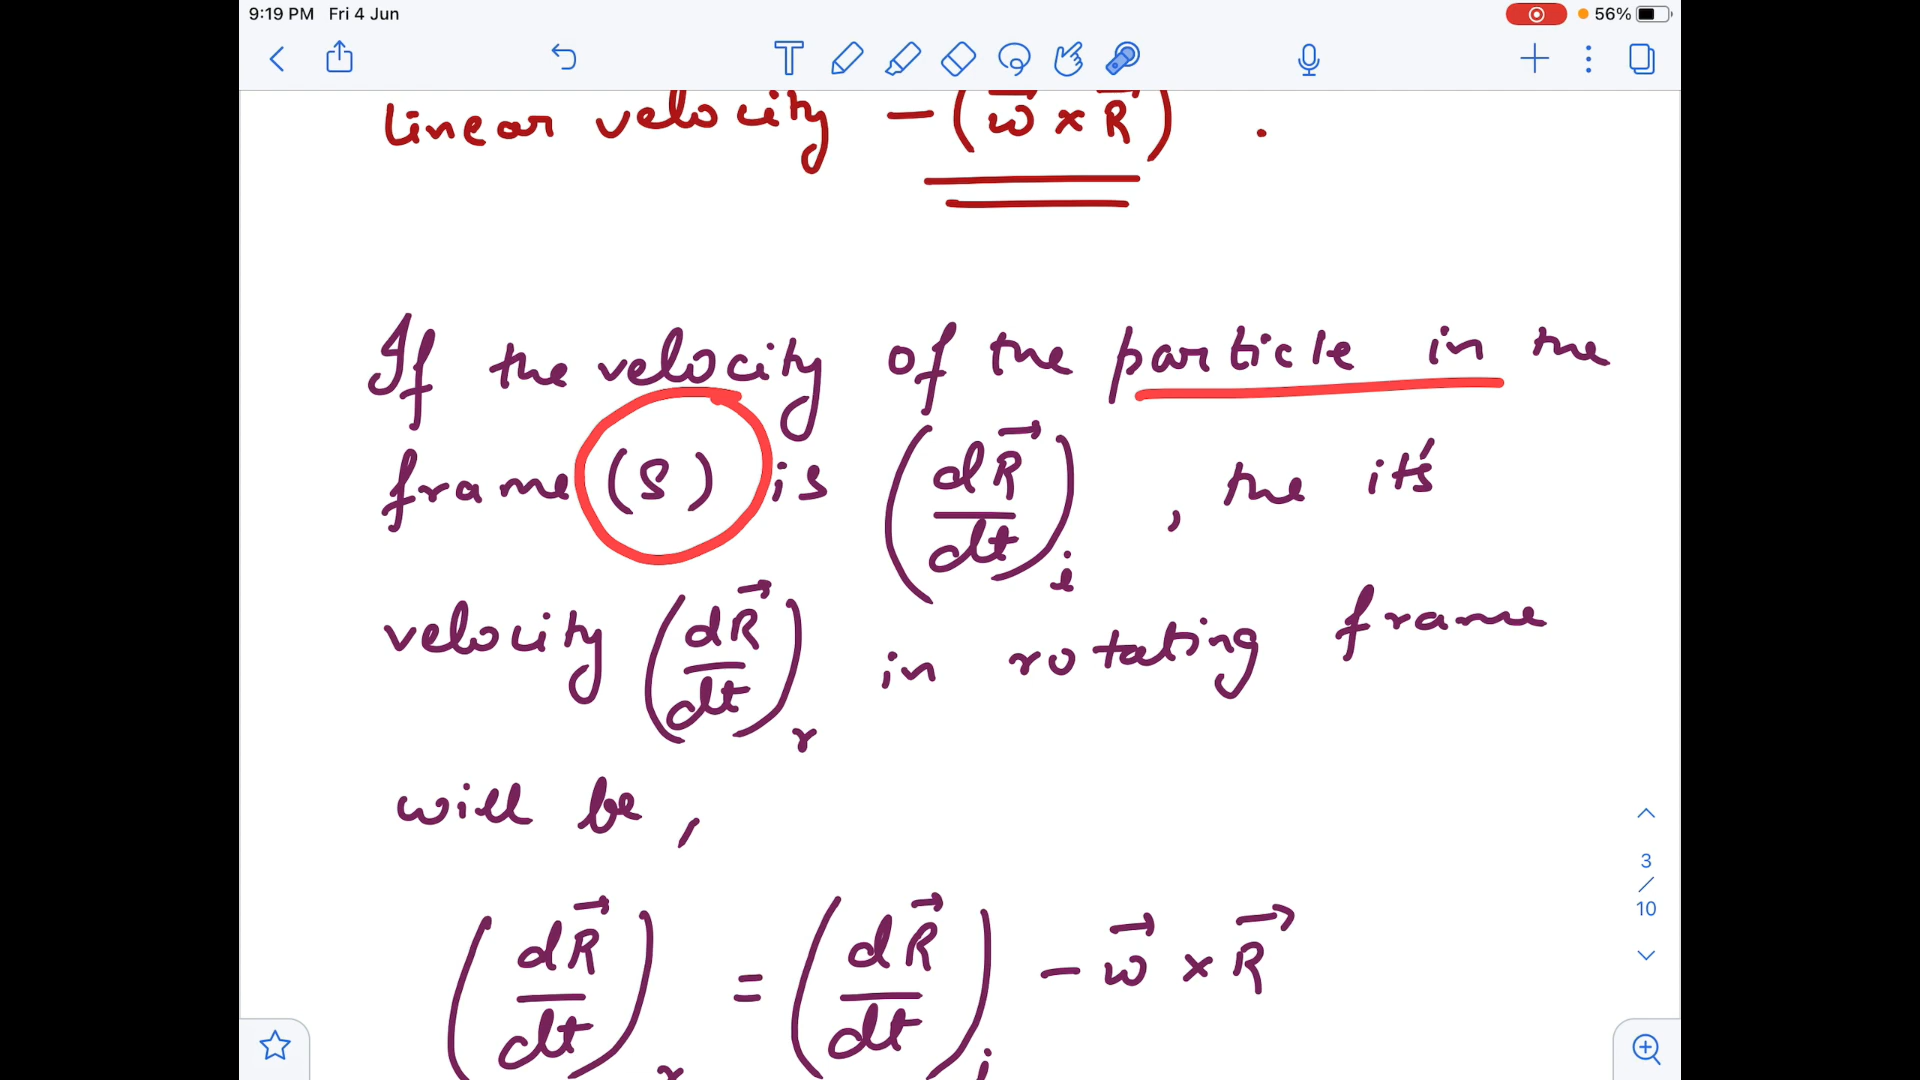 9:19 PM Fri 4 Jun 56%
linear velocity − (w⃗ × R⃗) .
If the velocity of the particle in the
frame (S) is (dR⃗/dt)i , the it's
velocity (dR⃗/dt)r in rotating frame
will be ,
(dR⃗/dt)r = (dR⃗/dt)i − w⃗ × R⃗
3
/
10